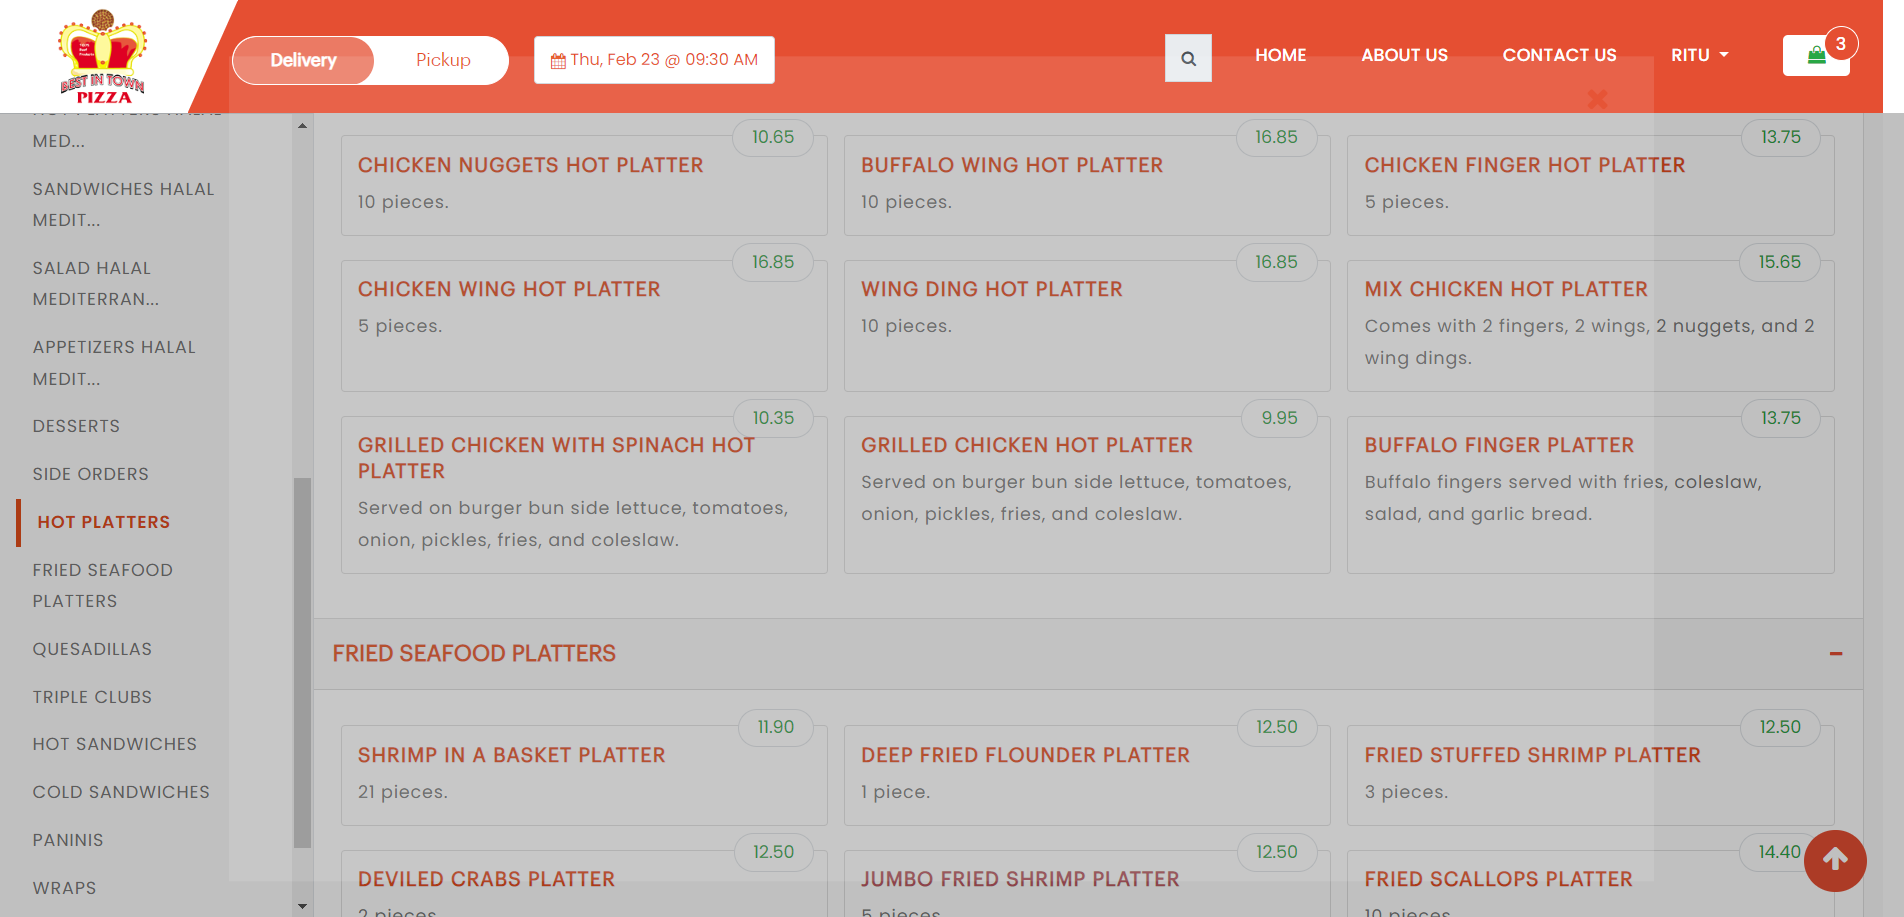 BEST IN TOWN
PIZZA
Delivery
Pickup
Thu, Feb 23 @ 09:30 AM
HOME
ABOUT US
CONTACT US
RITU
3
MED...
SANDWICHES HALAL
MEDIT...
SALAD HALAL
MEDITERRAN...
APPETIZERS HALAL
MEDIT...
DESSERTS
SIDE ORDERS
HOT PLATTERS
FRIED SEAFOOD
PLATTERS
QUESADILLAS
TRIPLE CLUBS
HOT SANDWICHES
COLD SANDWICHES
PANINIS
WRAPS
10.65
CHICKEN NUGGETS HOT PLATTER
10 pieces.
16.85
BUFFALO WING HOT PLATTER
10 pieces.
13.75
CHICKEN FINGER HOT PLATTER
5 pieces.
16.85
CHICKEN WING HOT PLATTER
5 pieces.
16.85
WING DING HOT PLATTER
10 pieces.
15.65
MIX CHICKEN HOT PLATTER
Comes with 2 fingers, 2 wings, 2 nuggets, and 2
wing dings.
10.35
GRILLED CHICKEN WITH SPINACH HOT
PLATTER
Served on burger bun side lettuce, tomatoes,
onion, pickles, fries, and coleslaw.
9.95
GRILLED CHICKEN HOT PLATTER
Served on burger bun side lettuce, tomatoes,
onion, pickles, fries, and coleslaw.
13.75
BUFFALO FINGER PLATTER
Buffalo fingers served with fries, coleslaw,
salad, and garlic bread.
FRIED SEAFOOD PLATTERS
11.90
SHRIMP IN A BASKET PLATTER
21 pieces.
12.50
DEEP FRIED FLOUNDER PLATTER
1 piece.
12.50
FRIED STUFFED SHRIMP PLATTER
3 pieces.
12.50
DEVILED CRABS PLATTER
2 pieces
12.50
JUMBO FRIED SHRIMP PLATTER
5 pieces
14.40
FRIED SCALLOPS PLATTER
10 pieces